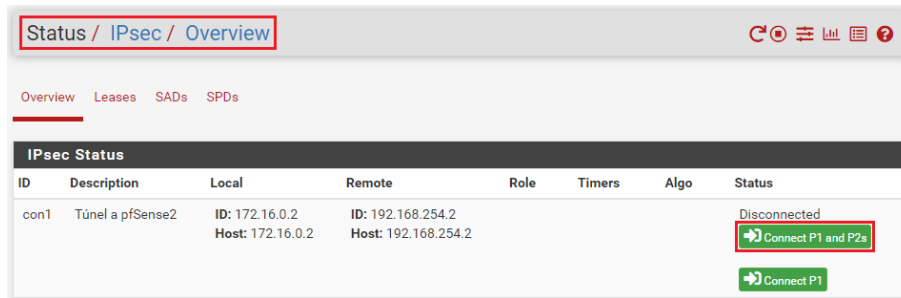 Status / IPsec / Overview
Overview Leases SADs SPDs
IPsec Status
ID Description Local Remote Role Timers Algo Status
con1 Túnel a pfSense2 ID: 172.16.0.2 ID: 192.168.254.2 Disconnected
Host: 172.16.0.2 Host: 192.168.254.2 Connect P1 and P2s
Connect P1